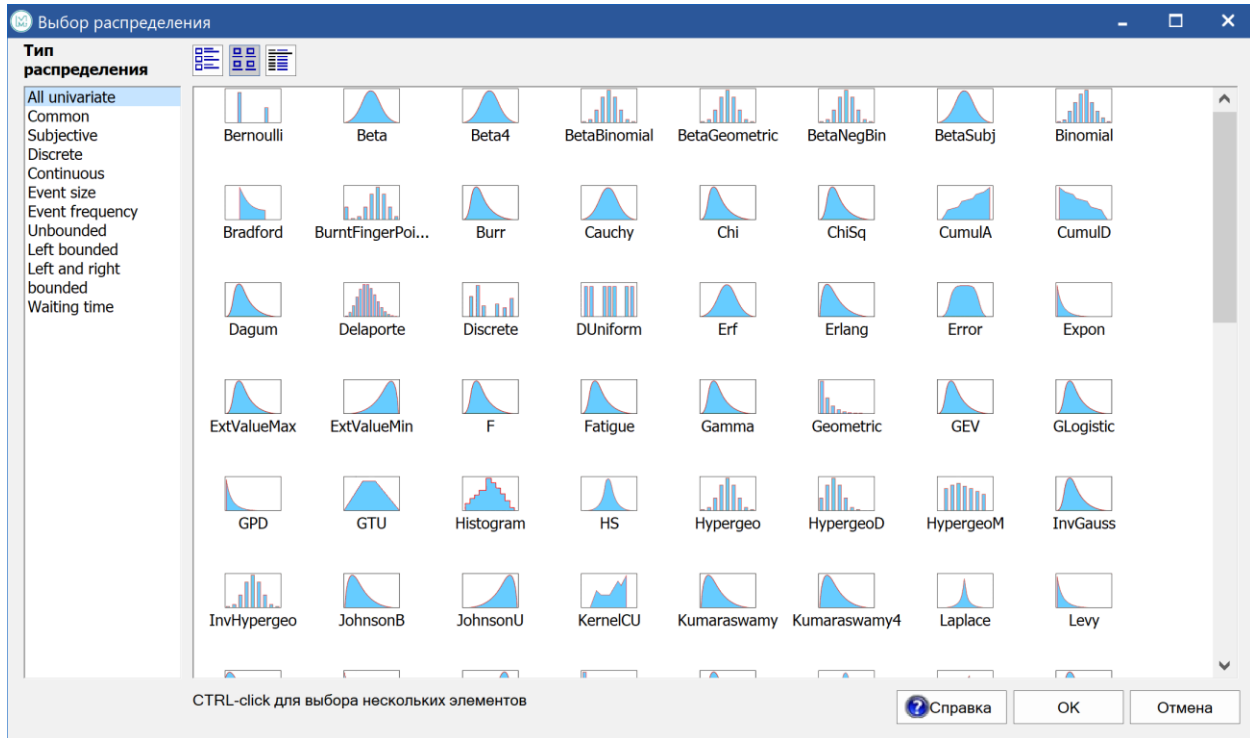 Выбор распределения
Тип
распределения
All univariate
Common
Subjective
Discrete
Continuous
Event size
Event frequency
Unbounded
Left bounded
Left and right
bounded
Waiting time
Bernoulli Beta Beta4 BetaBinomial BetaGeometric BetaNegBin BetaSubj Binomial
Bradford BurntFingerPoi... Burr Cauchy Chi ChiSq CumulA CumulD
Dagum Delaporte Discrete DUniform Erf Erlang Error Expon
ExtValueMax ExtValueMin F Fatigue Gamma Geometric GEV GLogistic
GPD GTU Histogram HS Hypergeo HypergeoD HypergeoM InvGauss
InvHypergeo JohnsonB JohnsonU KernelCU Kumaraswamy Kumaraswamy4 Laplace Levy
CTRL-click для выбора нескольких элементов
Справка OK Отмена